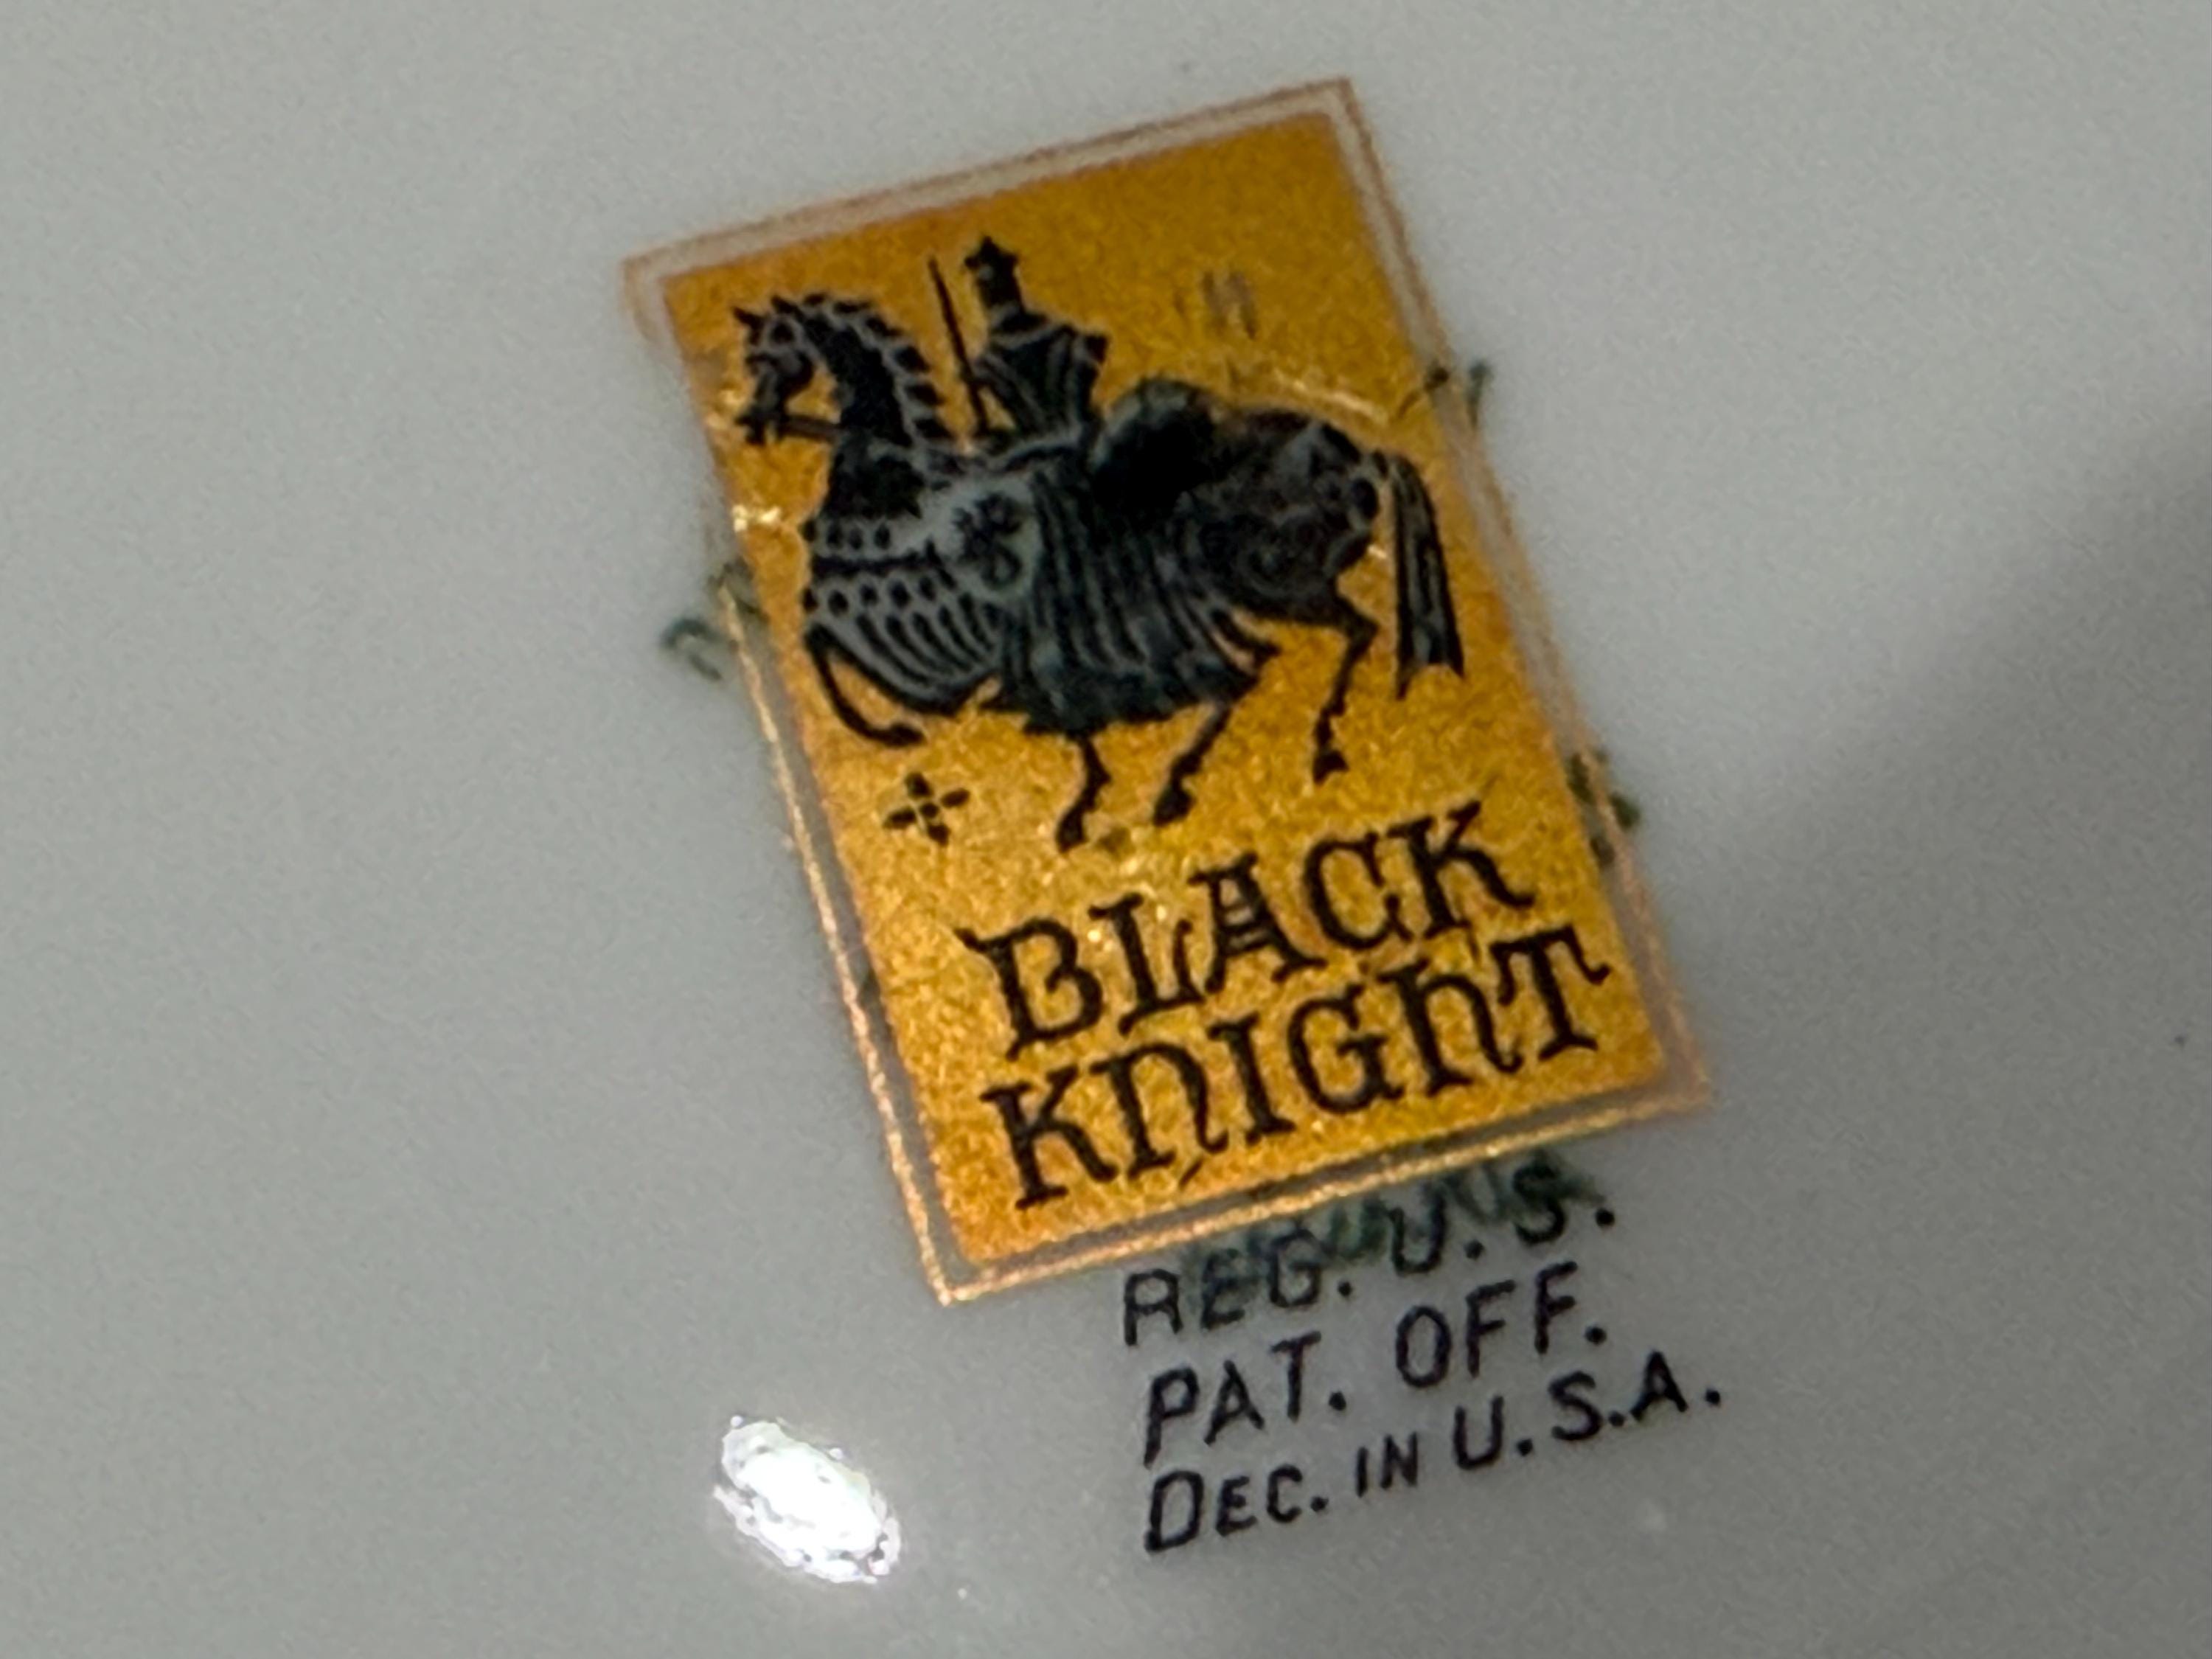 BLACK
KNIGHT
REG. U.S.
PAT. OFF.
DEC. IN U.S.A.